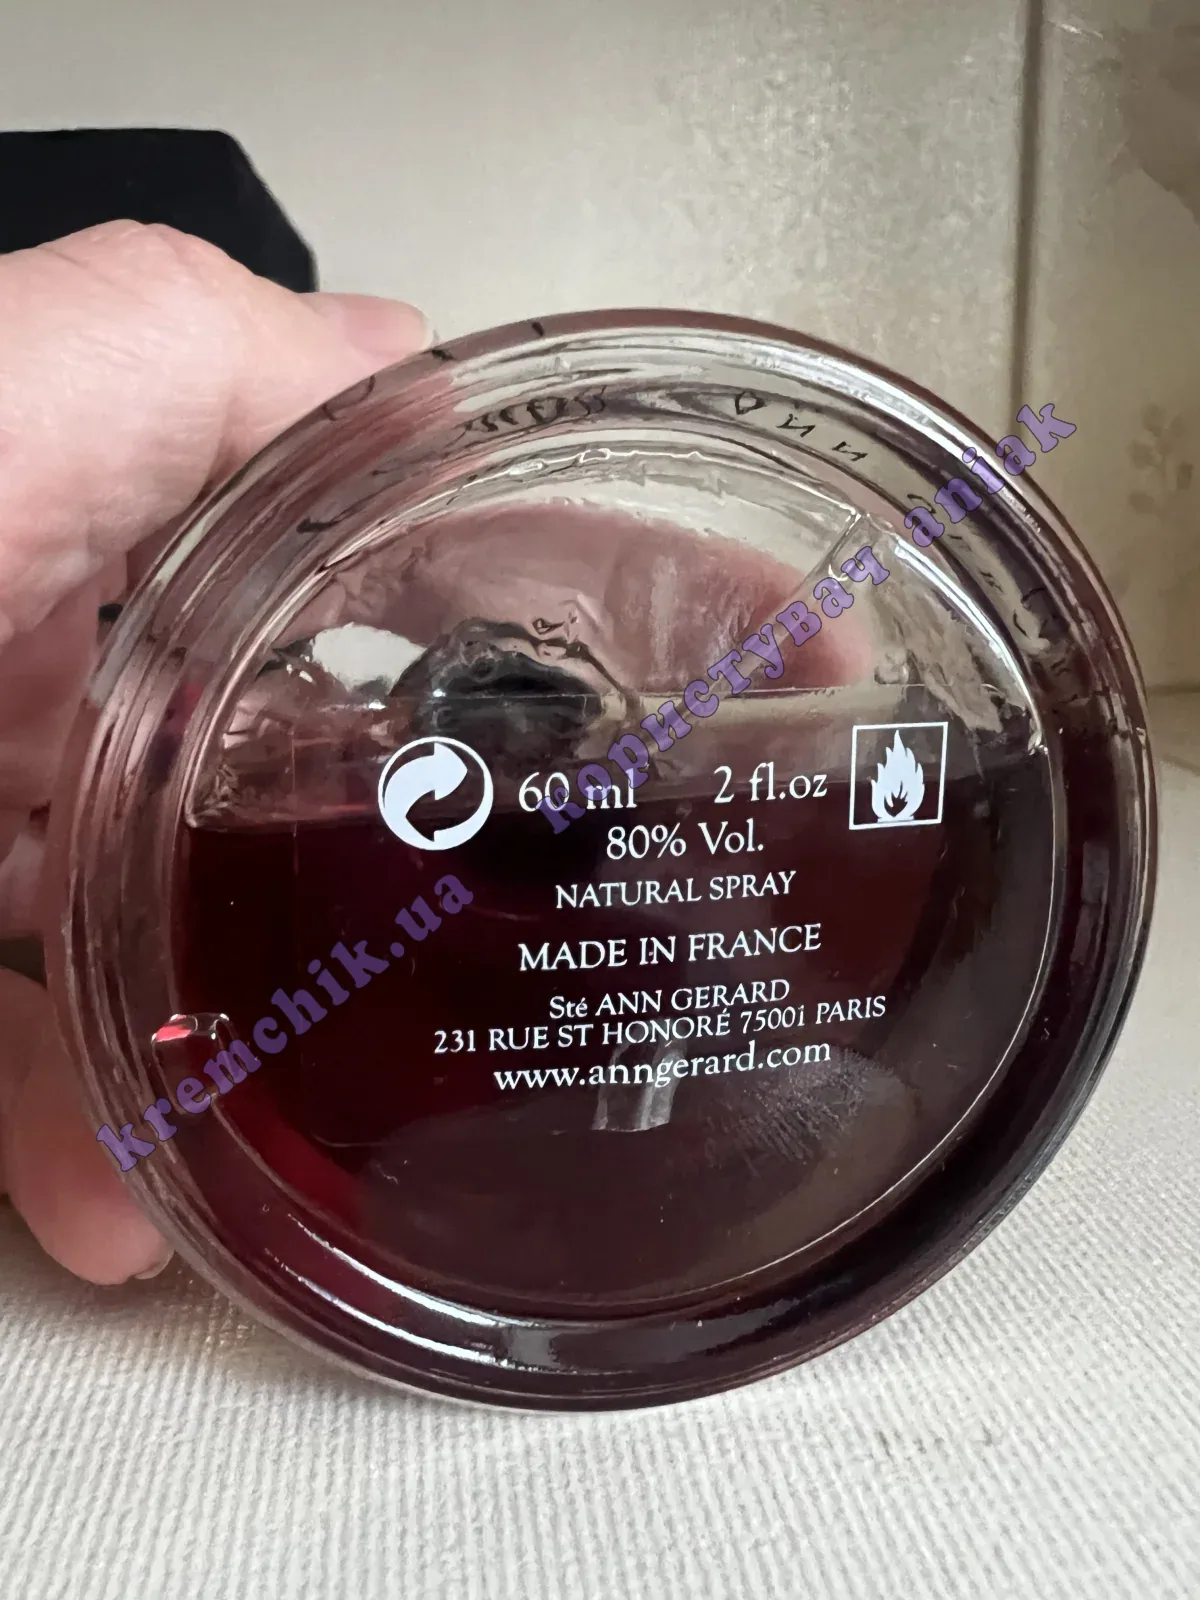 60 ml 2 fl.oz
80% Vol.
NATURAL SPRAY
MADE IN FRANCE
Sté ANN GERARD
231 RUE ST HONORÉ 75001 PARIS
www.anngerard.com
kremchik.ua користувач aniak